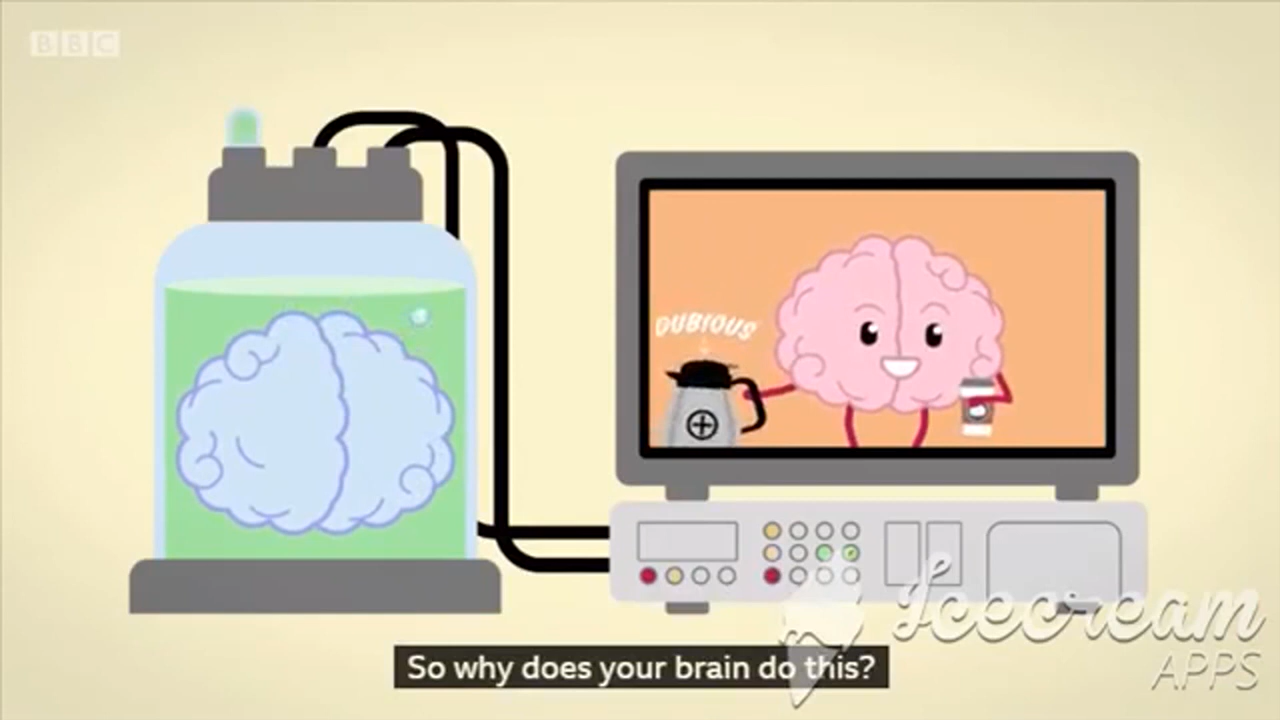 BBC
DUBIOUS
So why does your brain do this?
Icecream
APPS